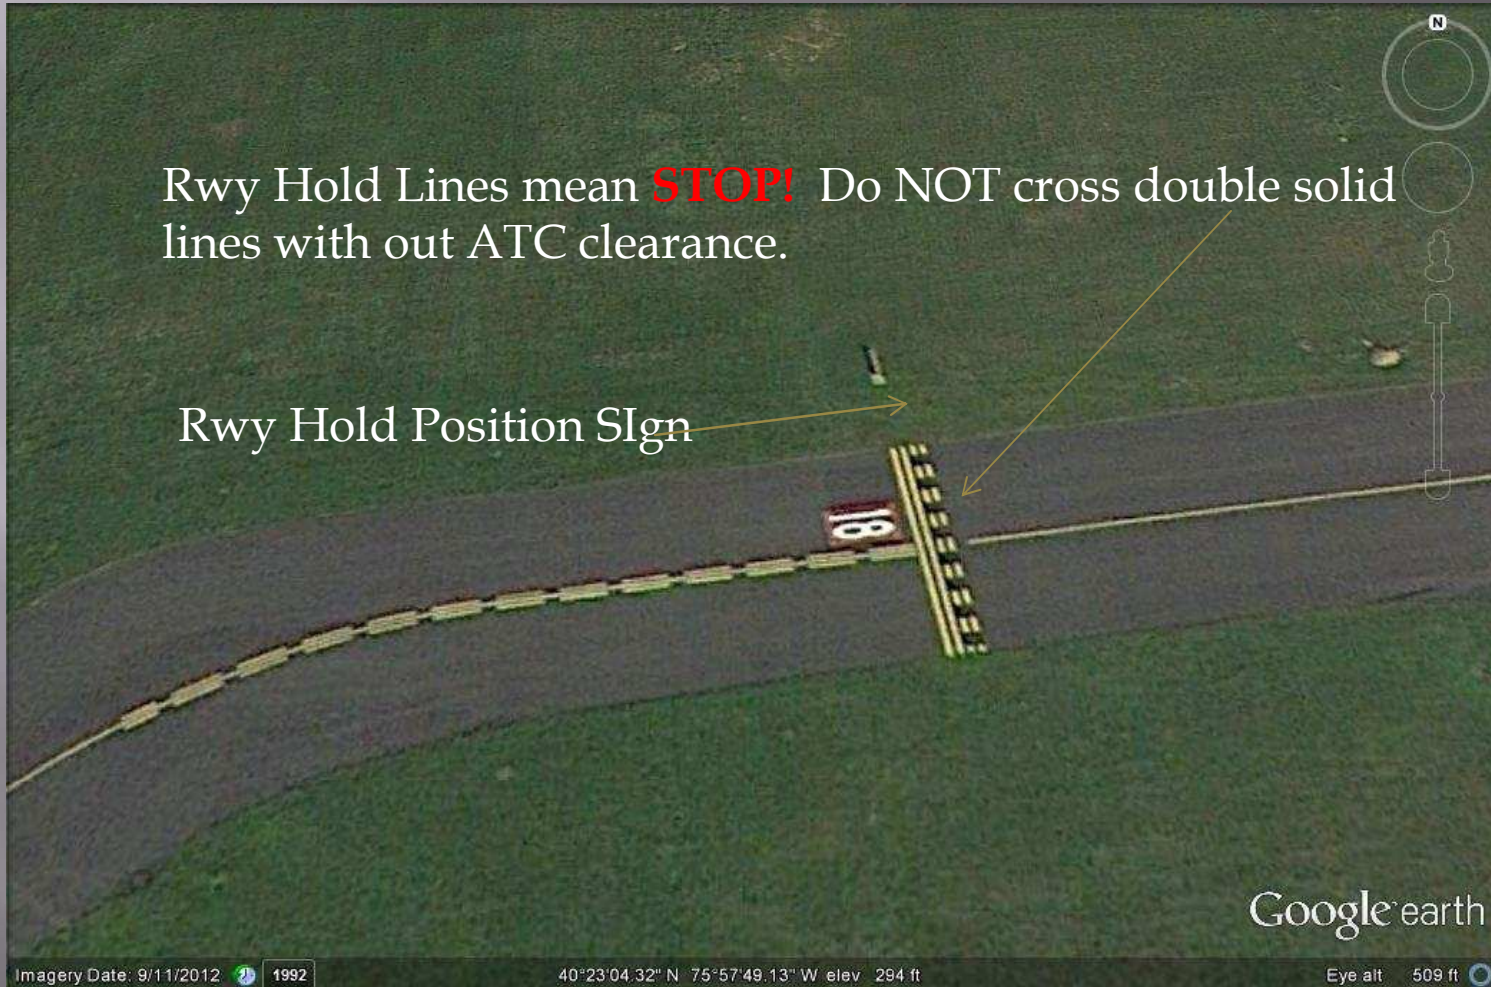 N
Rwy Hold Lines mean STOP! Do NOT cross double solid
lines with out ATC clearance.
Rwy Hold Position SIgn
18
Google earth
Imagery Date: 9/11/2012 1992 40°23'04.32" N 75°57'49.13" W elev 294 ft Eye alt 509 ft